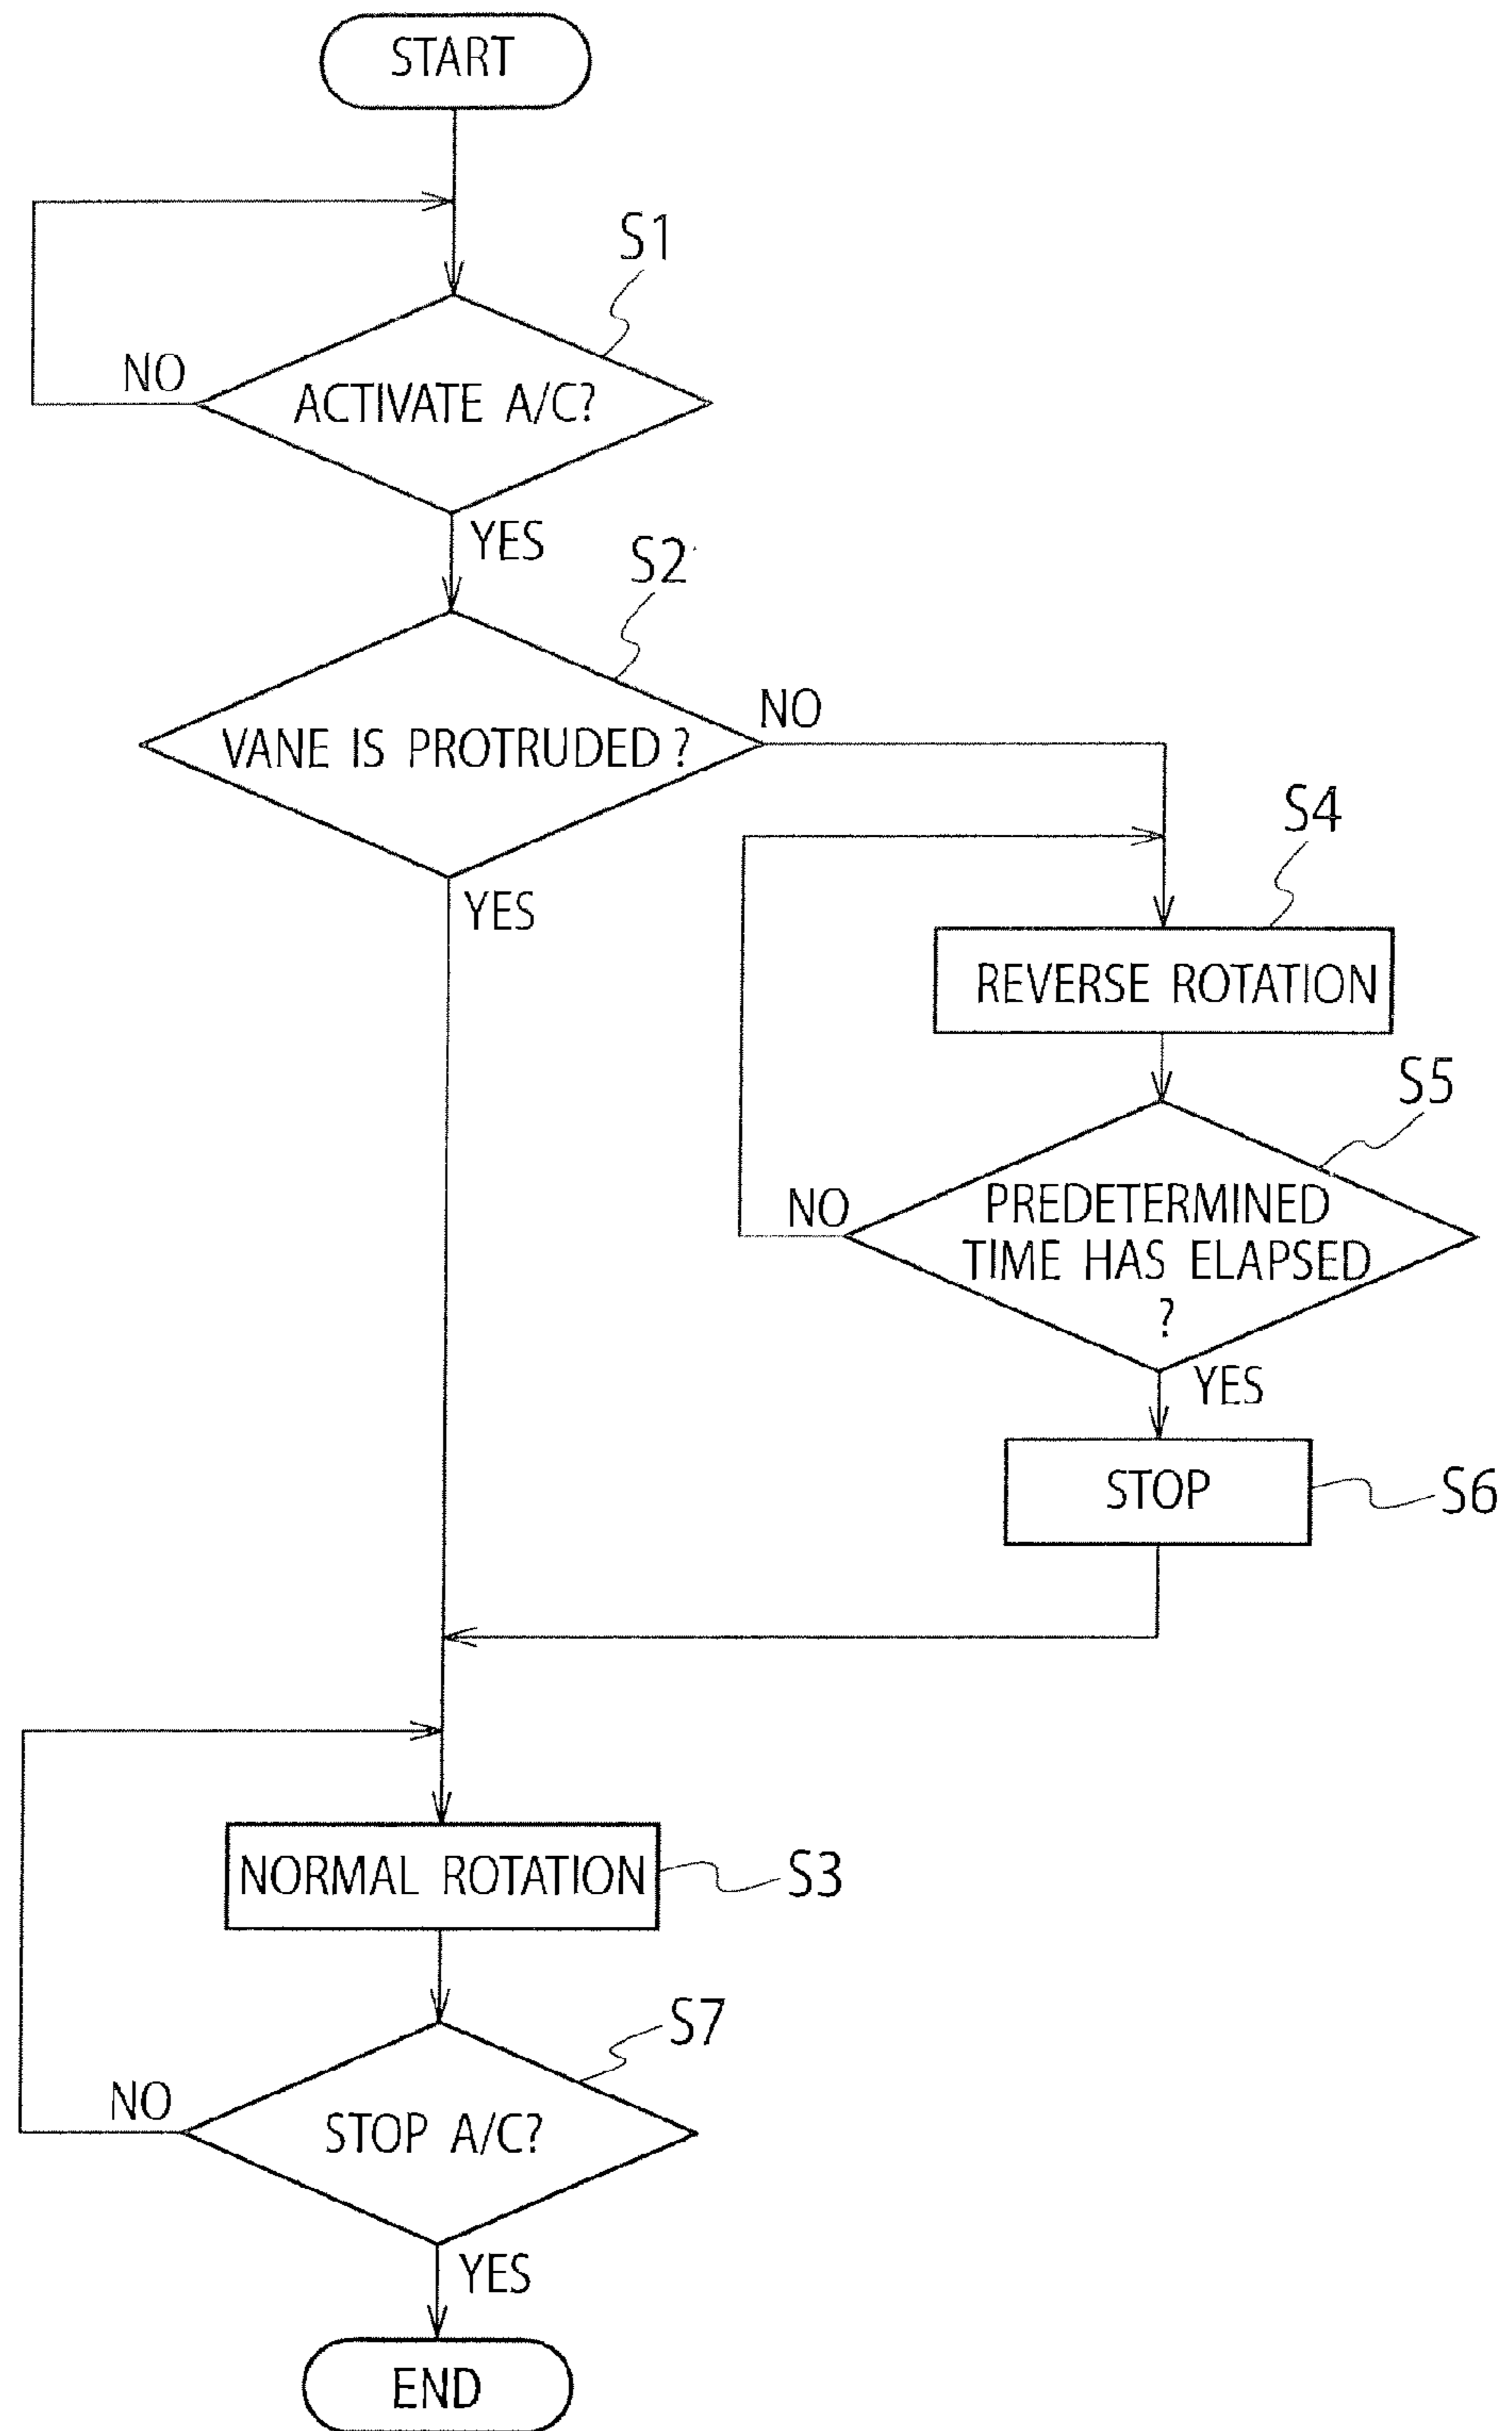 START
S1
NO
ACTIVATE A/C?
YES
S2
VANE IS PROTRUDED ?
NO
YES
S4
REVERSE ROTATION
S5
NO
PREDETERMINED
TIME HAS ELAPSED
?
YES
STOP
S6
NORMAL ROTATION
S3
S7
NO
STOP A/C?
YES
END